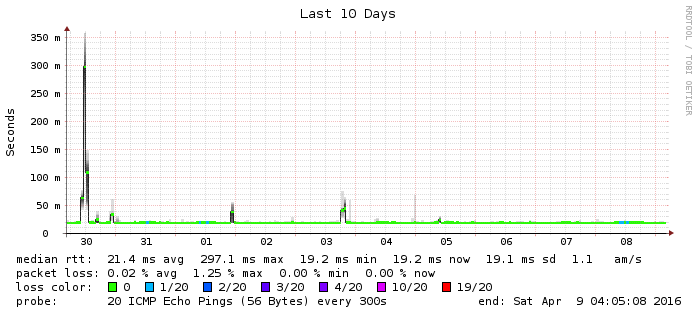 Last 10 Days
RRDTOOL / TOBI OETIKER
Seconds
350 m
300 m
250 m
200 m
150 m
100 m
50 m
0
30 31 01 02 03 04 05 06 07 08
median rtt: 21.4 ms avg 297.1 ms max 19.2 ms min 19.2 ms now 19.1 ms sd 1.1 am/s
packet loss: 0.02 % avg 1.25 % max 0.00 % min 0.00 % now
loss color: 0 1/20 2/20 3/20 4/20 10/20 19/20
probe: 20 ICMP Echo Pings (56 Bytes) every 300s end: Sat Apr 9 04:05:08 2016